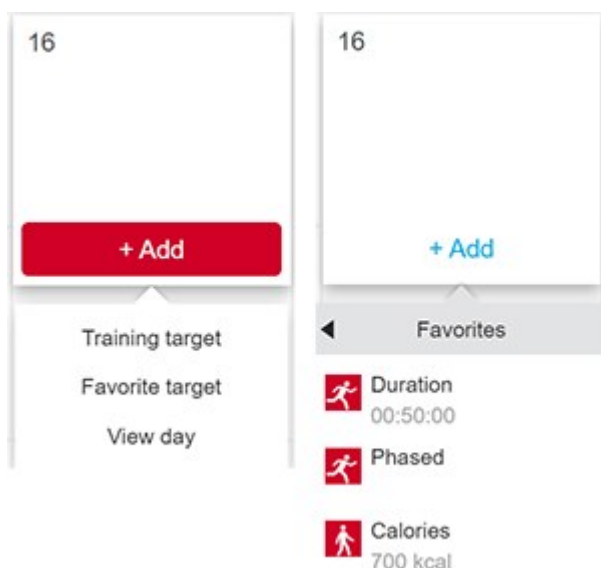 16
+ Add
Training target
Favorite target
View day
16
+ Add
Favorites
Duration
00:50:00
Phased
Calories
700 kcal